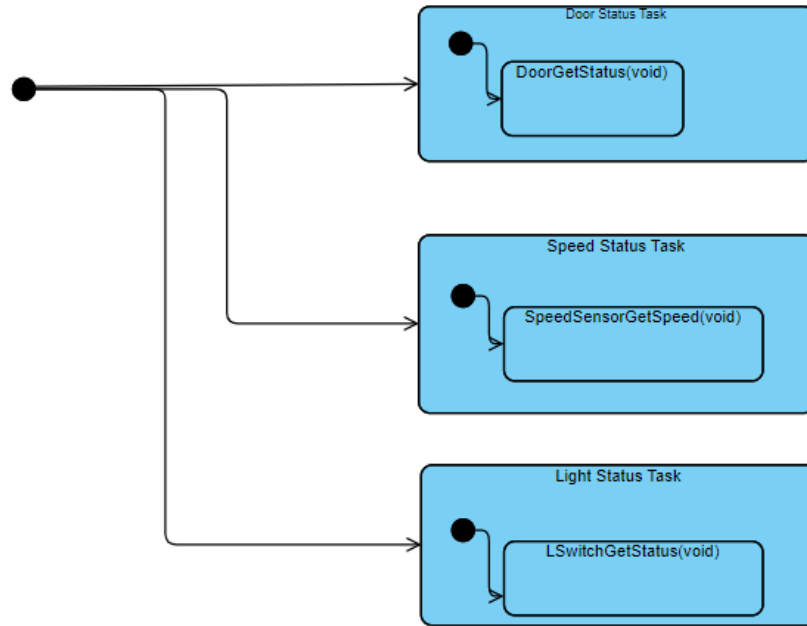 Door Status Task
DoorGetStatus(void)
Speed Status Task
SpeedSensorGetSpeed(void)
Light Status Task
LSwitchGetStatus(void)